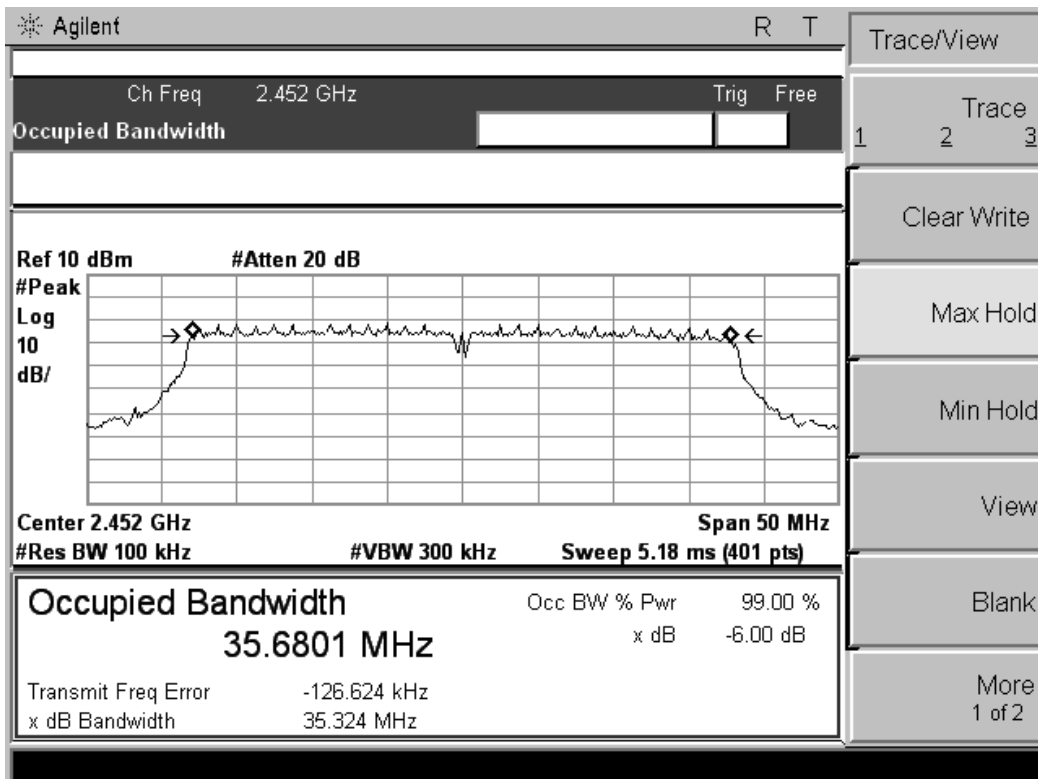 Agilent R T
Trace/View
Ch Freq 2.452 GHz Trig Free
Occupied Bandwidth
Trace
1 2 3
Clear Write
Ref 10 dBm #Atten 20 dB
#Peak
Log
10
dB/
Max Hold
Min Hold
View
Center 2.452 GHz Span 50 MHz
#Res BW 100 kHz #VBW 300 kHz Sweep 5.18 ms (401 pts)
Occupied Bandwidth Occ BW % Pwr 99.00 %
35.6801 MHz x dB -6.00 dB
Blank
Transmit Freq Error -126.624 kHz
x dB Bandwidth 35.324 MHz
More
1 of 2